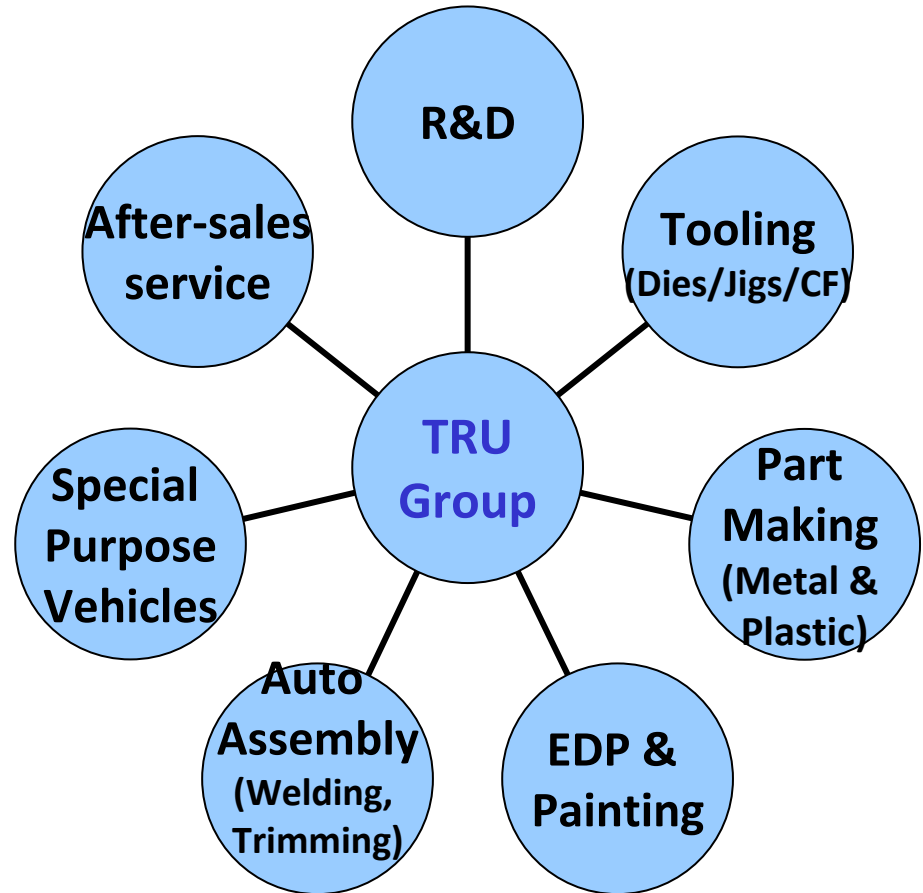 R&D
After-sales
service
Tooling
(Dies/Jigs/CF)
TRU
Group
Special
Purpose
Vehicles
Part
Making
(Metal &
Plastic)
Auto
Assembly
(Welding,
Trimming)
EDP &
Painting